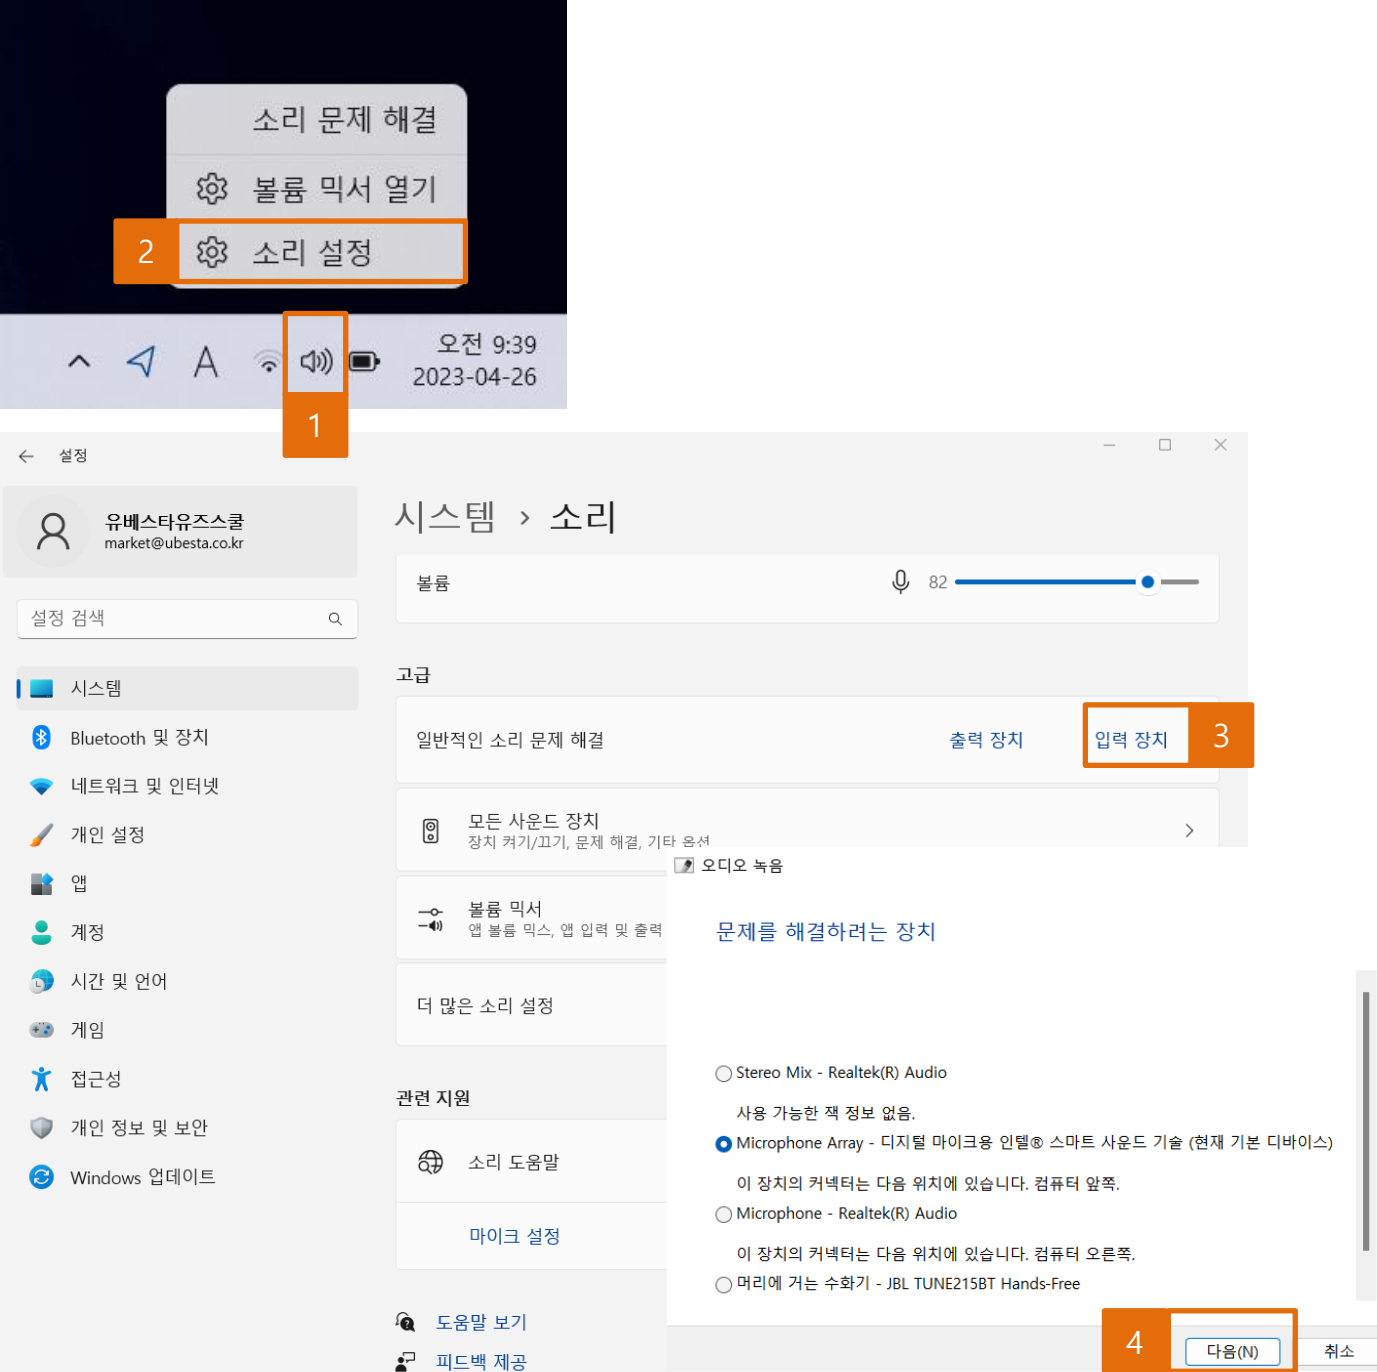 소리 문제 해결
볼륨 믹서 열기
2
소리 설정
A
오전 9:39
2023-04-26
1
설정
유베스타유즈스쿨
market@ubesta.co.kr
설정 검색
시스템
Bluetooth 및 장치
네트워크 및 인터넷
개인 설정
앱
계정
시간 및 언어
게임
접근성
개인 정보 및 보안
Windows 업데이트
시스템 › 소리
볼륨
82
고급
일반적인 소리 문제 해결
출력 장치
입력 장치
3
모든 사운드 장치
장치 켜기/끄기, 문제 해결, 기타 옵션
볼륨 믹서
앱 볼륨 믹스, 앱 입력 및 출력
더 많은 소리 설정
관련 지원
소리 도움말
마이크 설정
도움말 보기
피드백 제공
오디오 녹음
문제를 해결하려는 장치
Stereo Mix - Realtek(R) Audio
사용 가능한 잭 정보 없음.
Microphone Array - 디지털 마이크용 인텔® 스마트 사운드 기술 (현재 기본 디바이스)
이 장치의 커넥터는 다음 위치에 있습니다. 컴퓨터 앞쪽.
Microphone - Realtek(R) Audio
이 장치의 커넥터는 다음 위치에 있습니다. 컴퓨터 오른쪽.
머리에 거는 수화기 - JBL TUNE215BT Hands-Free
4
다음(N)
취소